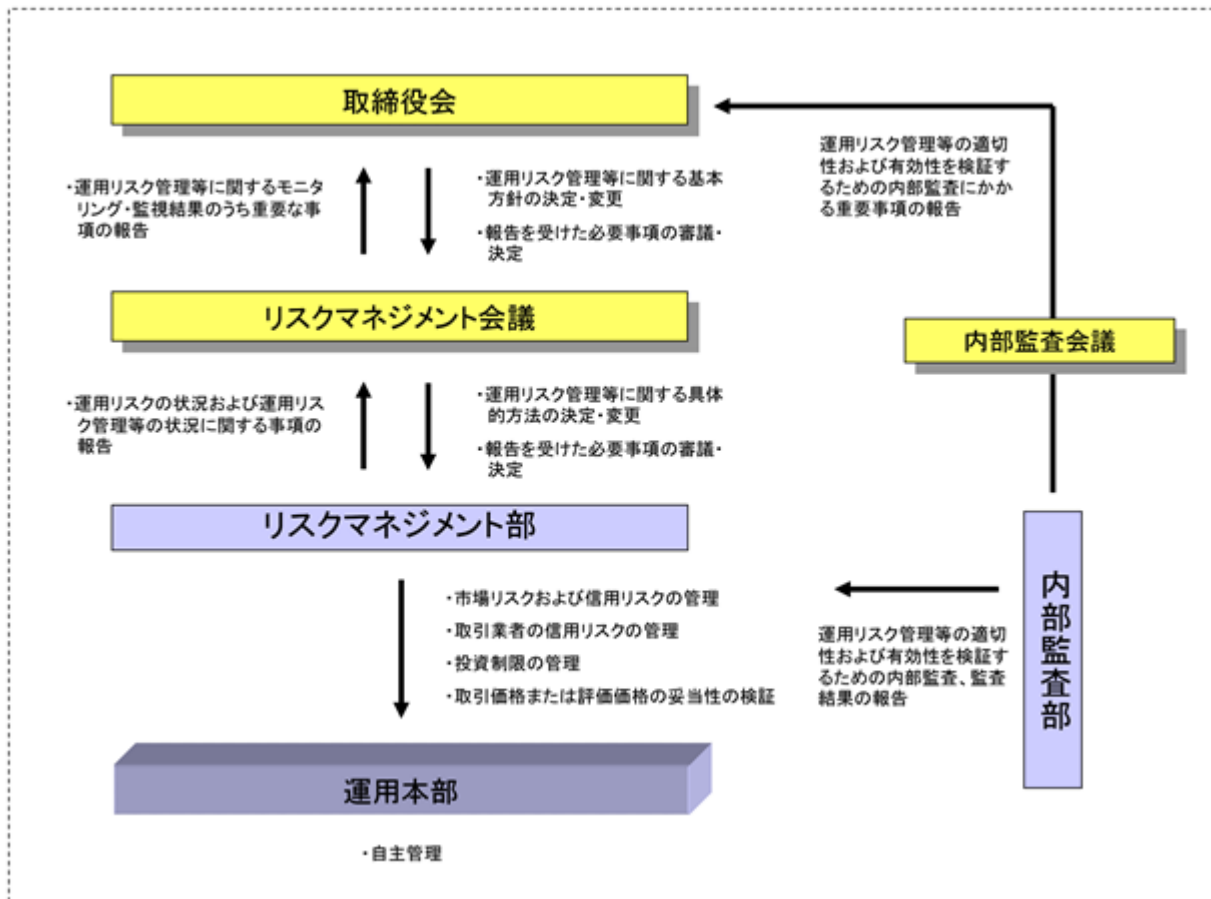 取締役会
・運用リスク管理等に関するモニ
タリング・監視結果のうち重要な事
項の報告
・運用リスク管理等に関する基本
方針の決定・変更
・報告を受けた必要事項の審議・
決定
運用リスク管理等の適切
性および有効性を検証す
るための内部監査にかか
る重要事項の報告
リスクマネジメント会議
内部監査会議
・運用リスクの状況および運用リス
ク管理等の状況に関する事項の
報告
・運用リスク管理等に関する具体
的方法の決定・変更
・報告を受けた必要事項の審議・
決定
リスクマネジメント部
内部監査部
・市場リスクおよび信用リスクの管理
・取引業者の信用リスクの管理
・投資制限の管理
・取引価格または評価価格の妥当性の検証
運用リスク管理等の適切
性および有効性を検証す
るための内部監査、監査
結果の報告
運用本部
・自主管理